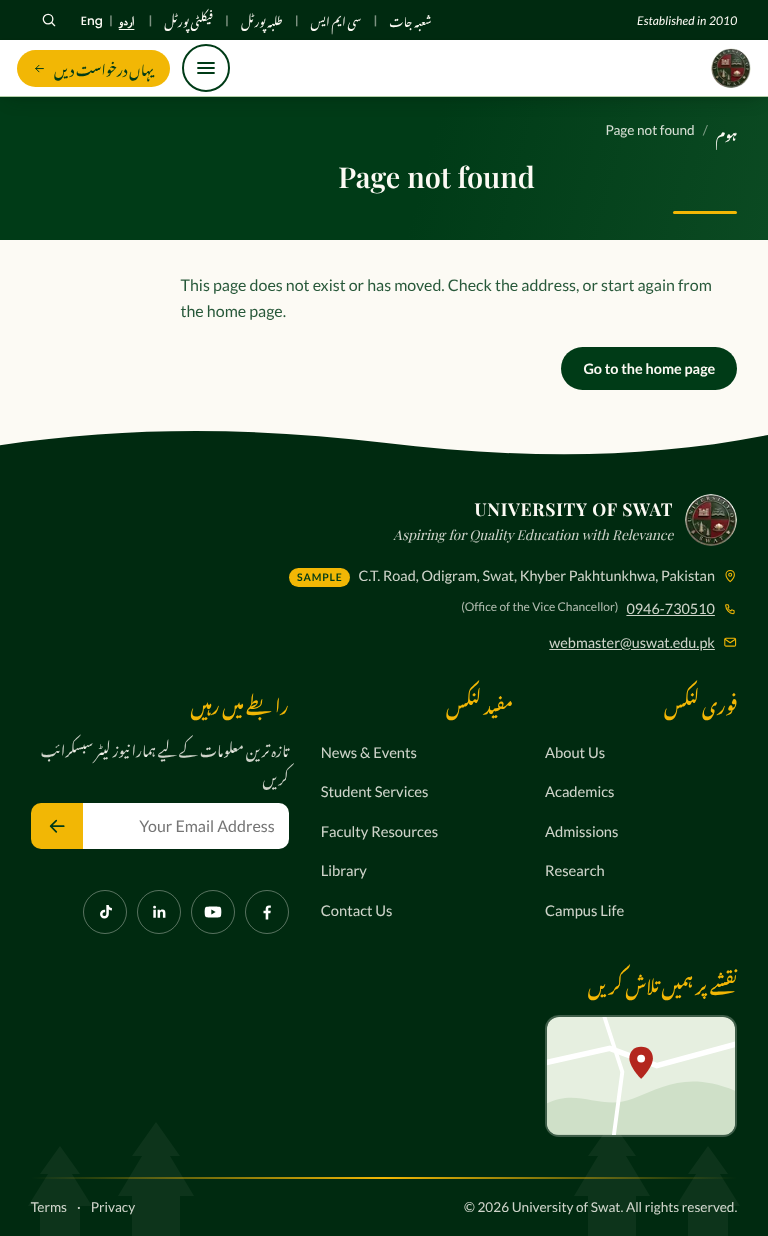 Established in 2010
شعبہ جات | سی ایم ایس | طلبہ پورٹل | فیکلٹی پورٹل | اردو | Eng
یہاں درخواست دیں
ہوم / Page not found
Page not found
This page does not exist or has moved. Check the address, or start again from
the home page.
Go to the home page
UNIVERSITY OF SWAT
Aspiring for Quality Education with Relevance
C.T. Road, Odigram, Swat, Khyber Pakhtunkhwa, Pakistan SAMPLE
0946-730510 (Office of the Vice Chancellor)
webmaster@uswat.edu.pk
فوری لنکس
About Us
Academics
Admissions
Research
Campus Life
مفید لنکس
News & Events
Student Services
Faculty Resources
Library
Contact Us
رابطے میں رہیں
تازہ ترین معلومات کے لیے ہمارا نیوز لیٹر سبسکرائب
کریں
Your Email Address
نقشے پر ہمیں تلاش کریں
© 2026 University of Swat. All rights reserved.
Terms · Privacy